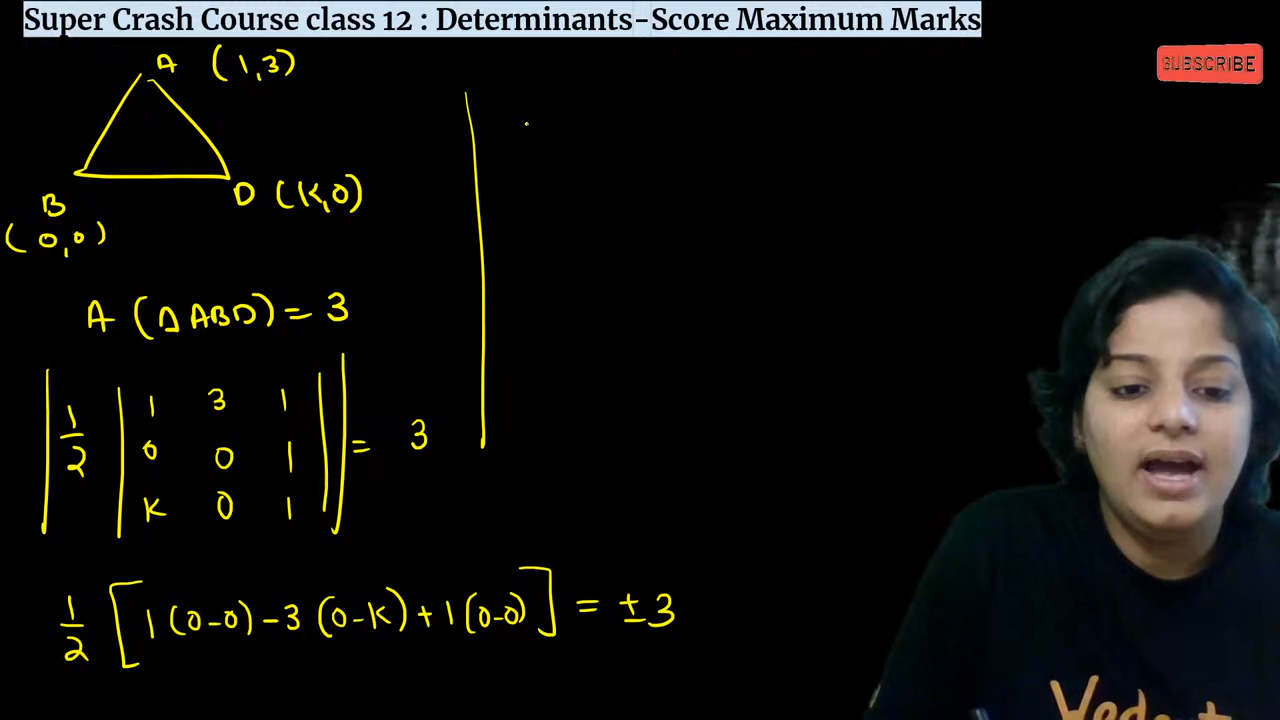 Super Crash Course class 12 : Determinants-Score Maximum Marks
SUBSCRIBE
A (1,3)
B
(0,0)
D (K,0)
A (Δ ABD) = 3
| 1/2 | 1 3 1
0 0 1
K 0 1 | | = 3
1/2 [ 1 (0-0) - 3 (0-K) + 1 (0-0) ] = ±3